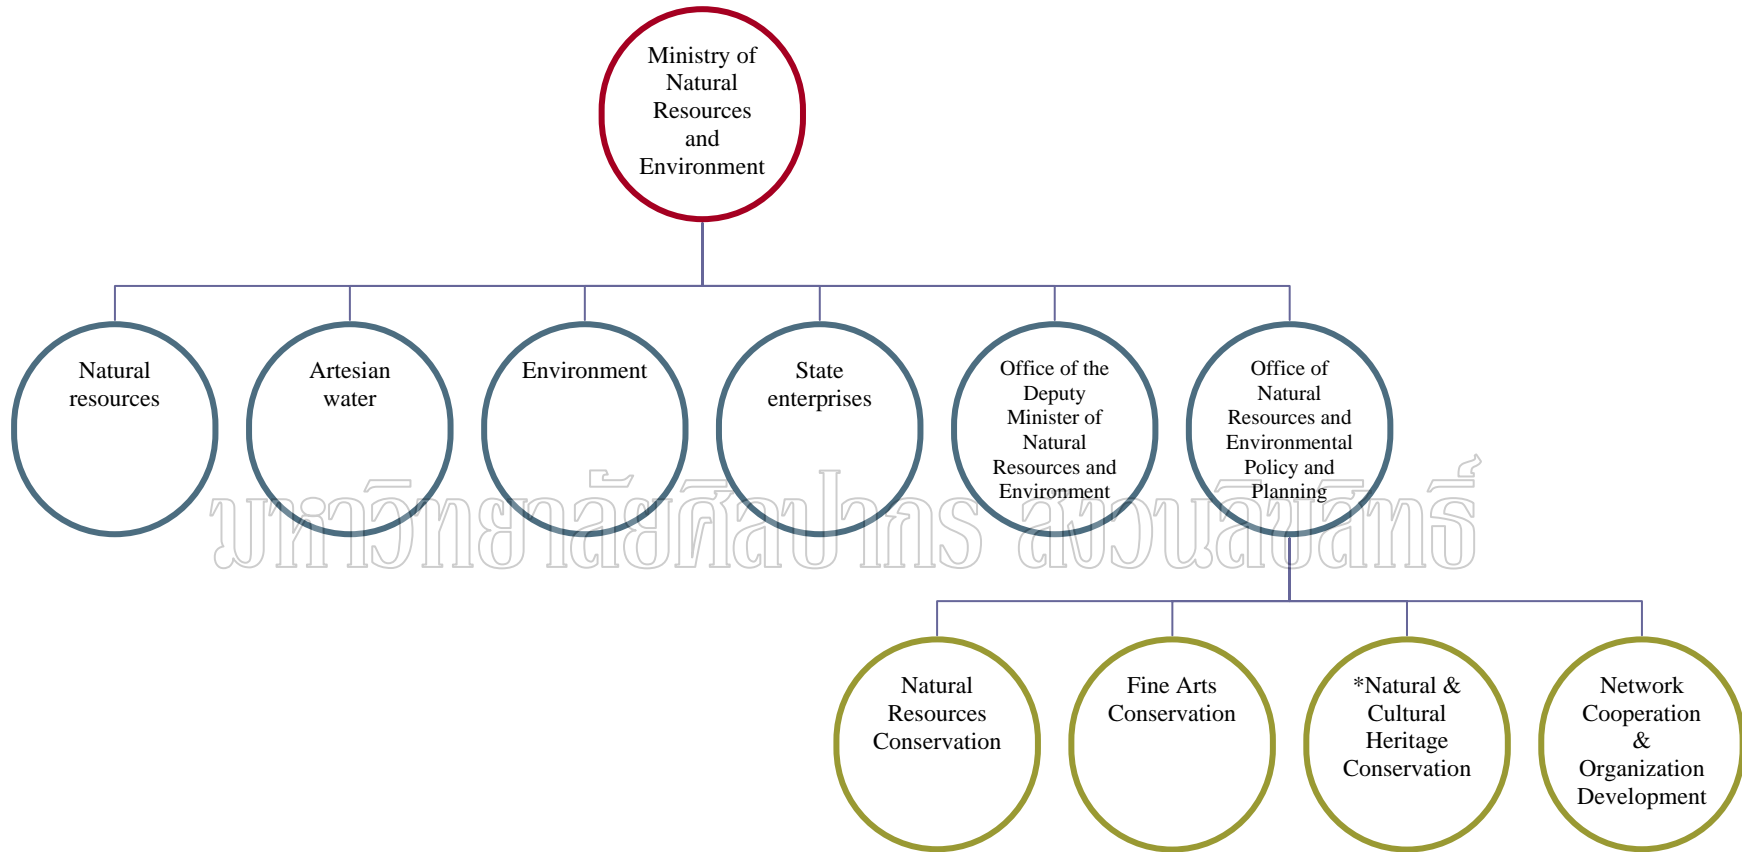 Ministry of
Natural
Resources
and
Environment
Natural
resources
Artesian
water
Environment
State
enterprises
Office of the
Deputy
Minister of
Natural
Resources and
Environment
Office of
Natural
Resources and
Environmental
Policy and
Planning
มหาวิทยาลัยศิลปากร สงวนลิขสิทธิ์
Natural
Resources
Conservation
Fine Arts
Conservation
*Natural &
Cultural
Heritage
Conservation
Network
Cooperation
&
Organization
Development